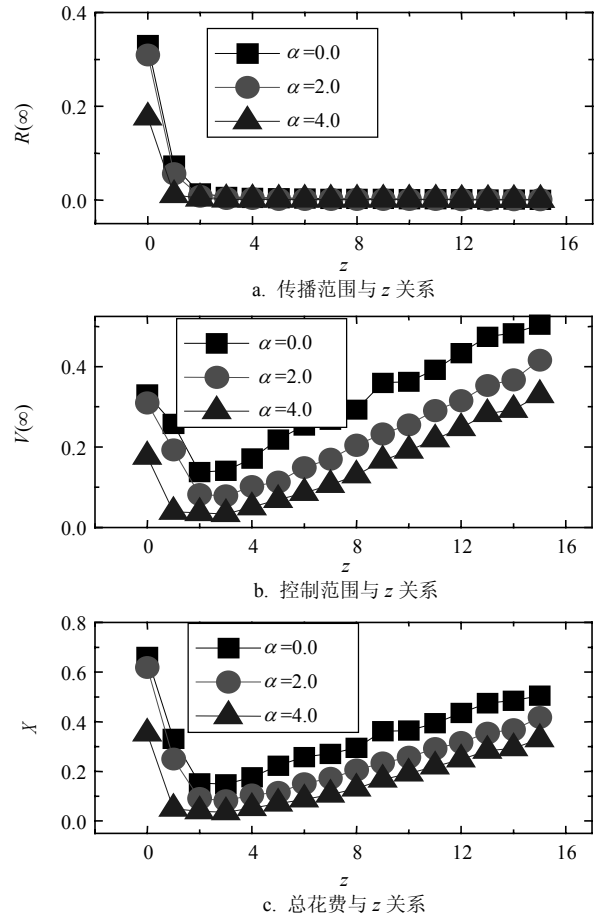 α=0.0
α=2.0
α=4.0
R(∞)
0.4
0.2
0.0
0 4 8 12 16
z
a. 传播范围与 z 关系
α=0.0
α=2.0
α=4.0
V(∞)
0.4
0.2
0.0
0 4 8 12 16
z
b. 控制范围与 z 关系
α=0.0
α=2.0
α=4.0
X
0.8
0.6
0.4
0.2
0.0
0 4 8 12 16
z
c. 总花费与 z 关系